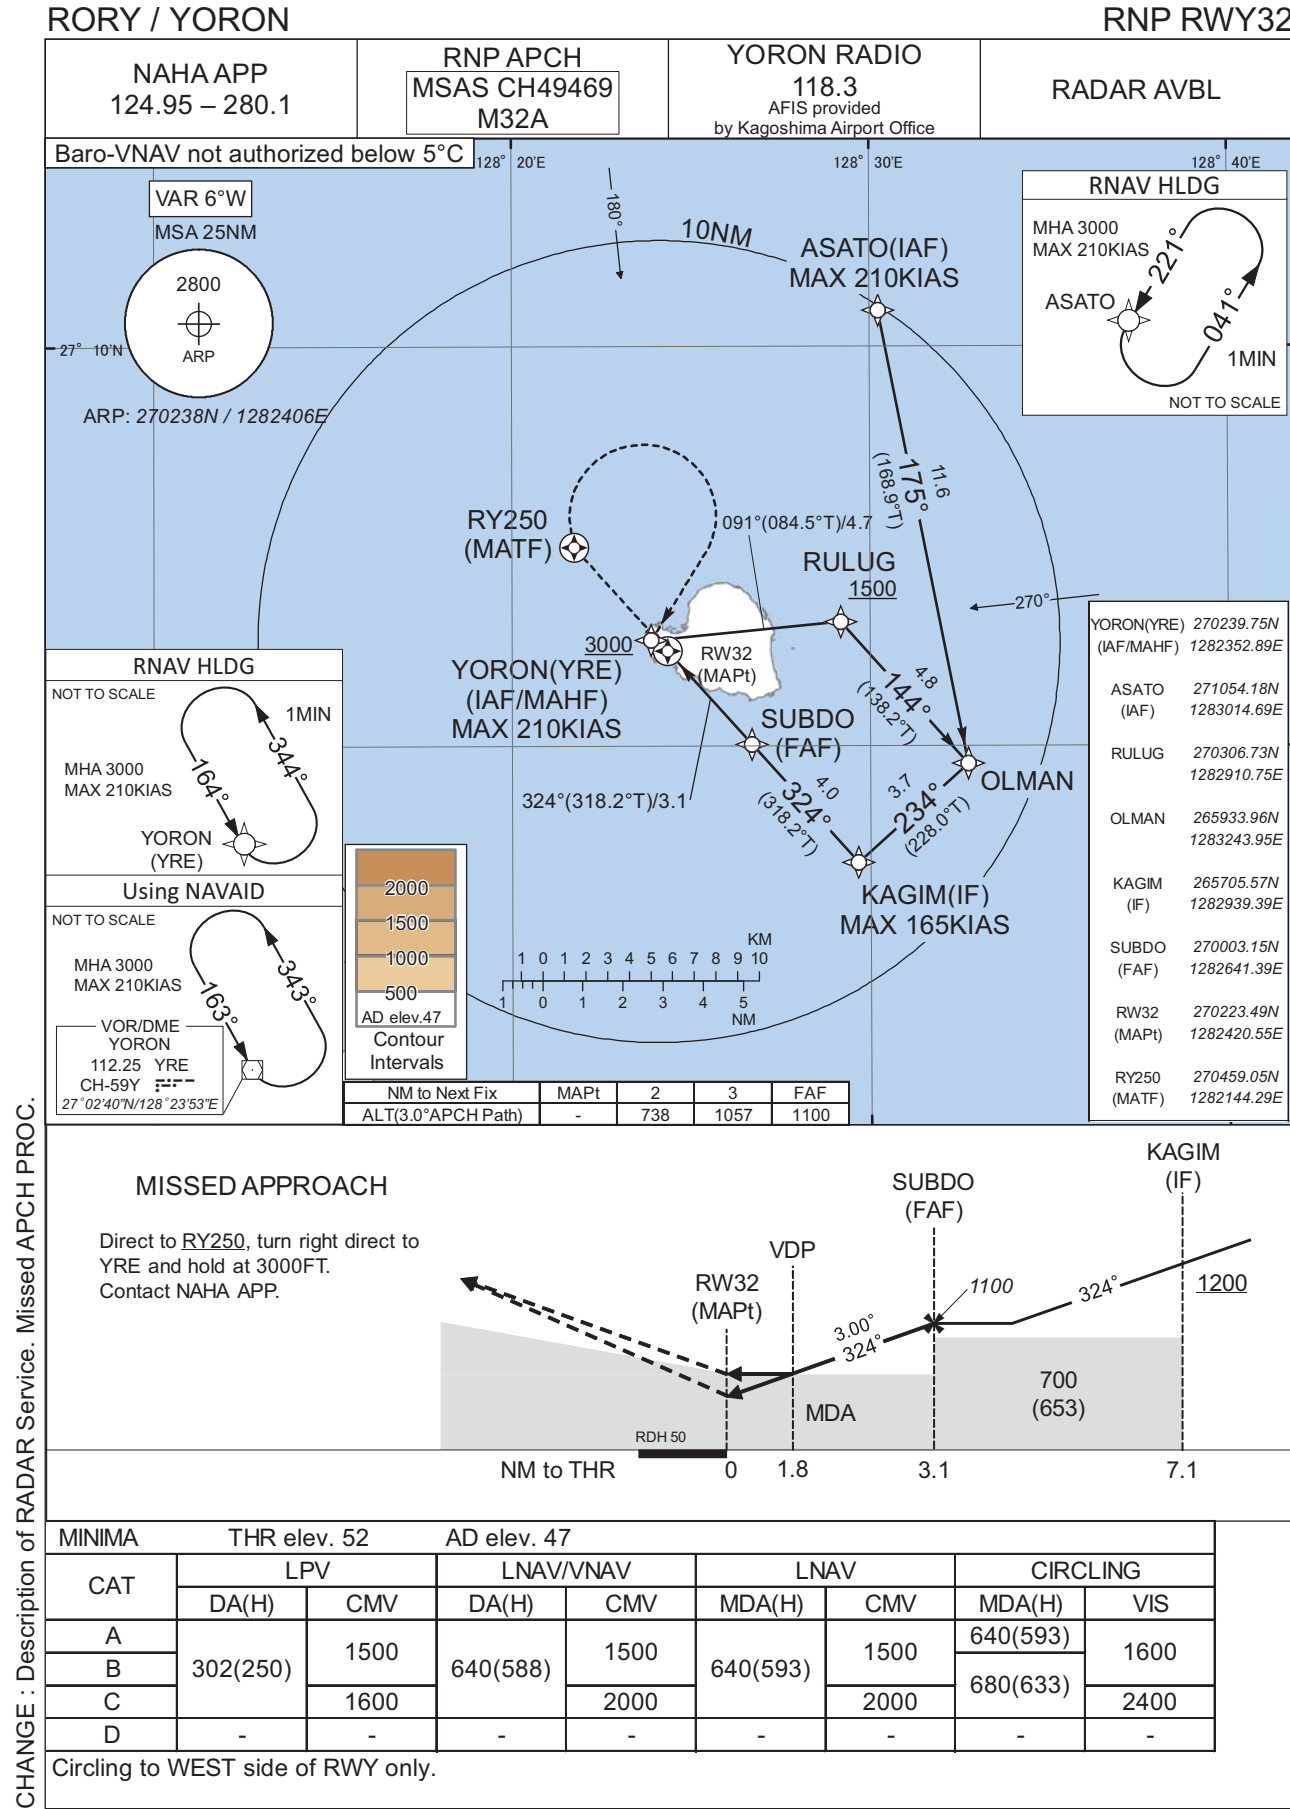 RORY / YORON
RNP RWY32
NAHA APP
124.95 – 280.1
RNP APCH
MSAS CH49469
M32A
YORON RADIO
118.3
AFIS provided
by Kagoshima Airport Office
RADAR AVBL
Baro-VNAV not authorized below 5°C
128° 20'E
128° 30'E
128° 40'E
VAR 6°W
MSA 25NM
2800
ARP
ARP: 270238N / 1282406E
27° 10'N
180°
10NM
ASATO(IAF)
MAX 210KIAS
RNAV HLDG
MHA 3000
MAX 210KIAS
ASATO
221°
041°
1MIN
NOT TO SCALE
175°
(168.9°T)
11.6
RY250
(MATF)
091°(084.5°T)/4.7
RULUG
1500
270°
3000
RW32
(MAPt)
YORON(YRE)
(IAF/MAHF)
MAX 210KIAS
4.8
144°
(138.2°T)
SUBDO
(FAF)
OLMAN
324°(318.2°T)/3.1
4.0
324°
(318.2°T)
3.7
234°
(228.0°T)
KAGIM(IF)
MAX 165KIAS
RNAV HLDG
NOT TO SCALE
1MIN
344°
164°
MHA 3000
MAX 210KIAS
YORON
(YRE)
Using NAVAID
NOT TO SCALE
MHA 3000
MAX 210KIAS
343°
163°
VOR/DME
YORON
112.25 YRE
CH-59Y
27°02'40"N/128°23'53"E
2000
1500
1000
500
AD elev.47
Contour
Intervals
KM
1 0 1 2 3 4 5 6 7 8 9 10
1 0 1 2 3 4 5
NM
YORON(YRE) 270239.75N
(IAF/MAHF) 1282352.89E
ASATO 271054.18N
(IAF) 1283014.69E
RULUG 270306.73N
1282910.75E
OLMAN 265933.96N
1283243.95E
KAGIM 265705.57N
(IF) 1282939.39E
SUBDO 270003.15N
(FAF) 1282641.39E
RW32 270223.49N
(MAPt) 1282420.55E
RY250 270459.05N
(MATF) 1282144.29E
NM to Next Fix MAPt 2 3 FAF
ALT(3.0°APCH Path) - 738 1057 1100
MISSED APPROACH
Direct to RY250, turn right direct to
YRE and hold at 3000FT.
Contact NAHA APP.
KAGIM
(IF)
SUBDO
(FAF)
VDP
RW32
(MAPt)
1100
324°
1200
3.00°
324°
700
(653)
MDA
RDH 50
NM to THR 0 1.8 3.1 7.1
MINIMA THR elev. 52 AD elev. 47
CAT LPV LNAV/VNAV LNAV CIRCLING
DA(H) CMV DA(H) CMV MDA(H) CMV MDA(H) VIS
A 302(250) 1500 640(588) 1500 640(593) 1500 640(593) 1600
B 680(633)
C 1600 2000 2000 2400
D - - - - - - - -
Circling to WEST side of RWY only.
CHANGE : Description of RADAR Service. Missed APCH PROC.